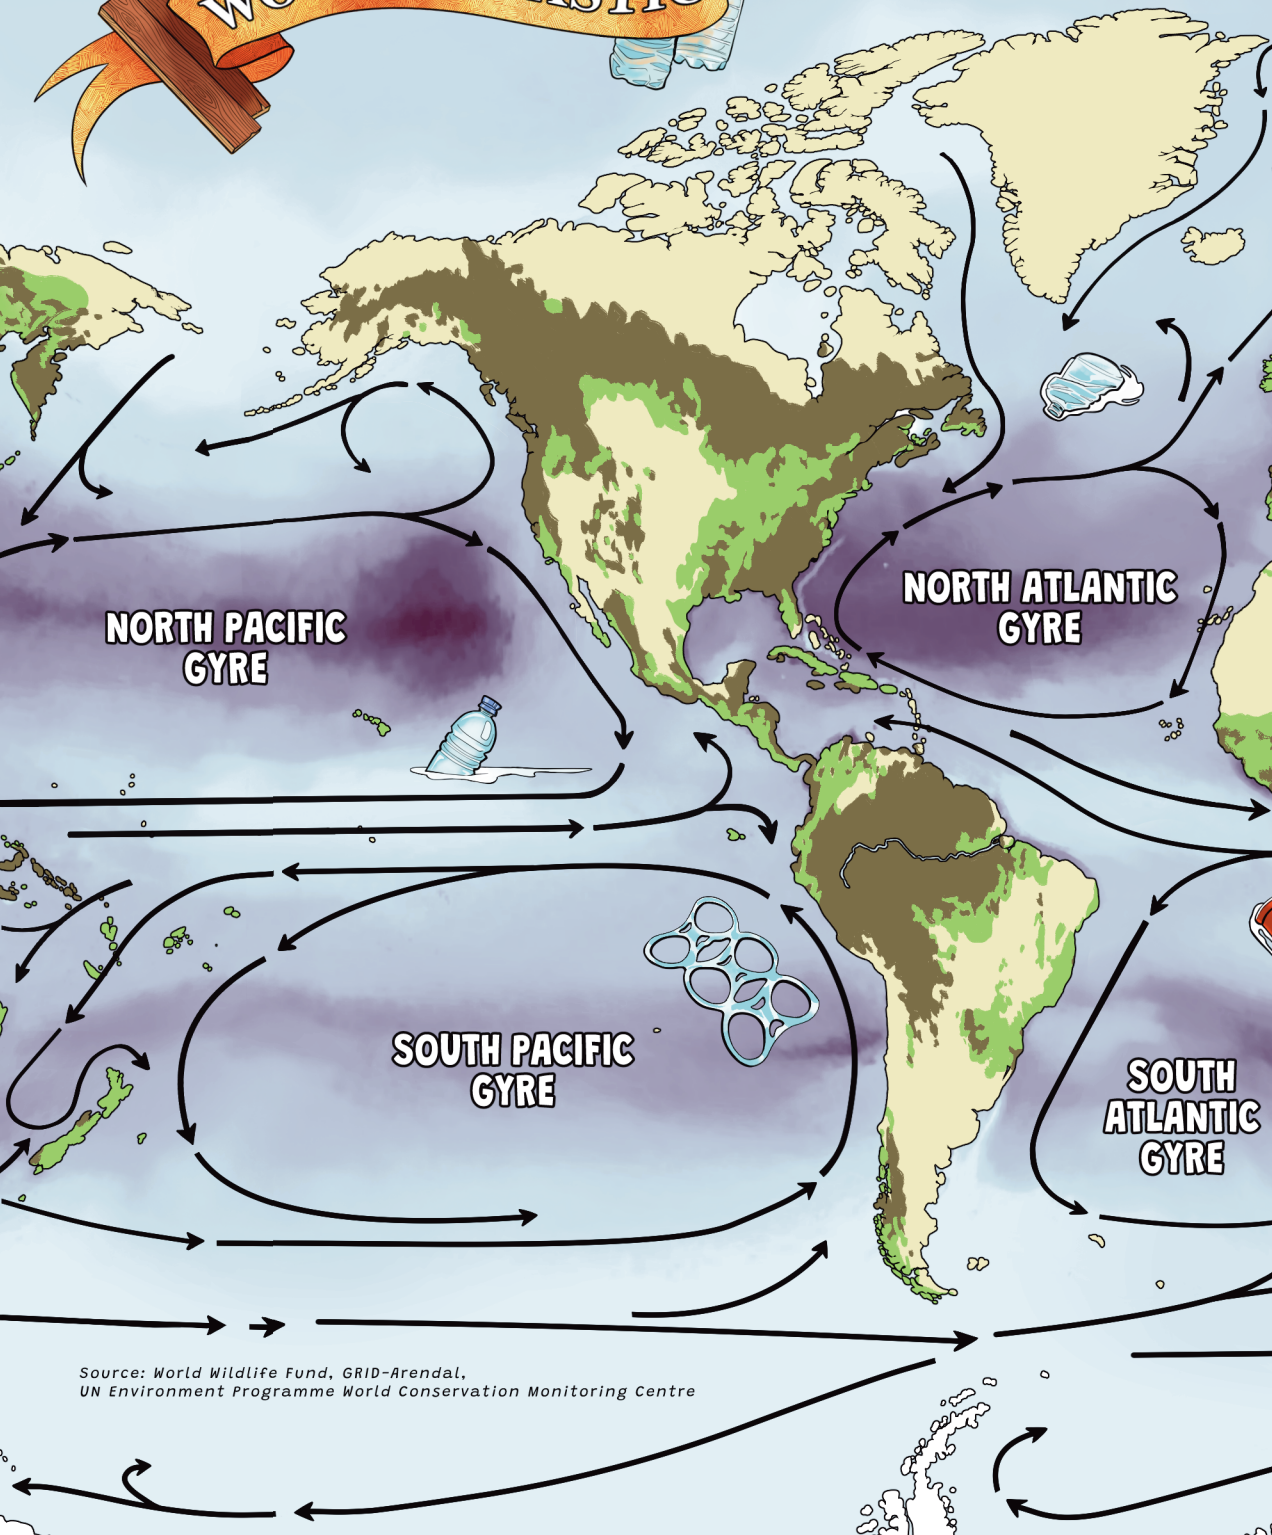 NORTH PACIFIC
GYRE
NORTH ATLANTIC
GYRE
SOUTH PACIFIC
GYRE
SOUTH
ATLANTIC
GYRE
Source: World Wildlife Fund, GRID-Arendal,
UN Environment Programme World Conservation Monitoring Centre